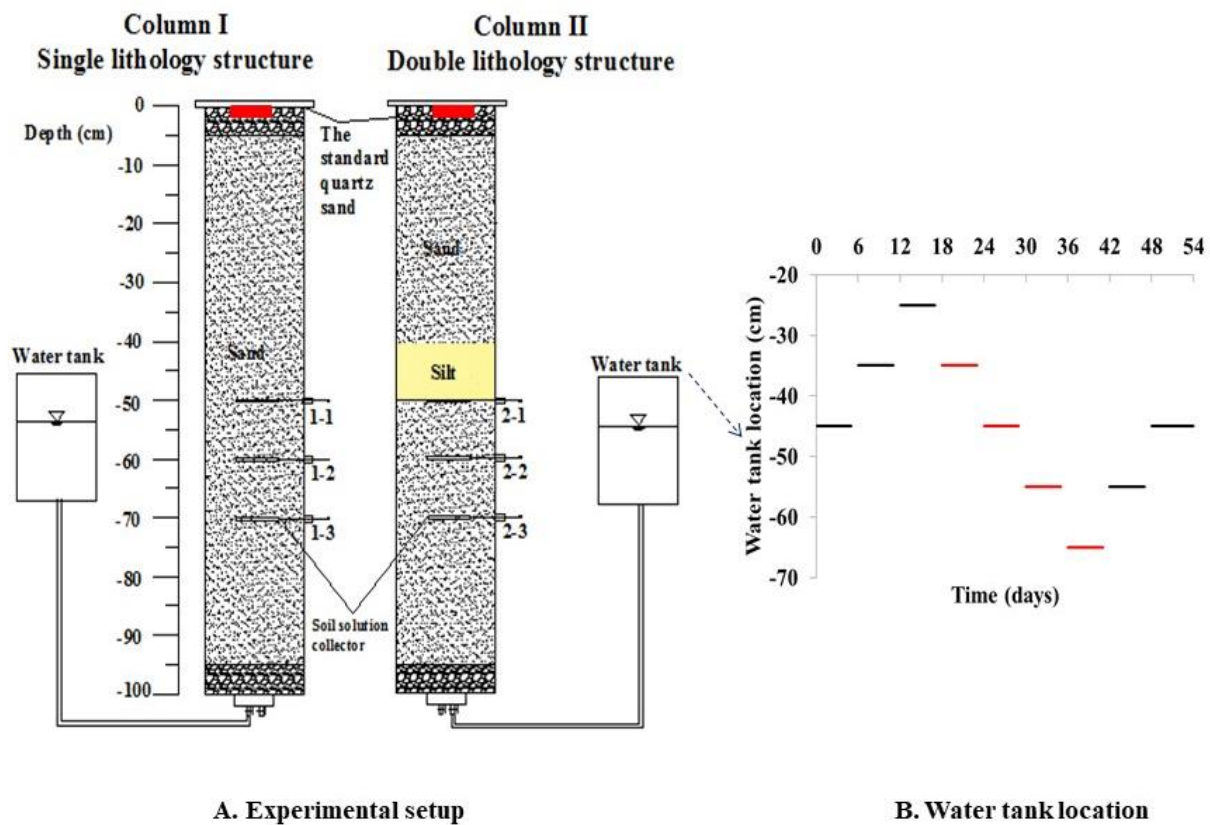 Column I
Single lithology structure
Column II
Double lithology structure
Depth (cm)
0
-10
-20
-30
-40
-50
-60
-70
-80
-90
-100
The
standard
quartz
sand
Sand
Sand
Silt
Water tank
Water tank
1-1
1-2
1-3
2-1
2-2
2-3
Soil solution
collector
0 6 12 18 24 30 36 42 48 54
-20
-30
-40
-50
-60
-70
Water tank location (cm)
Time (days)
A. Experimental setup
B. Water tank location